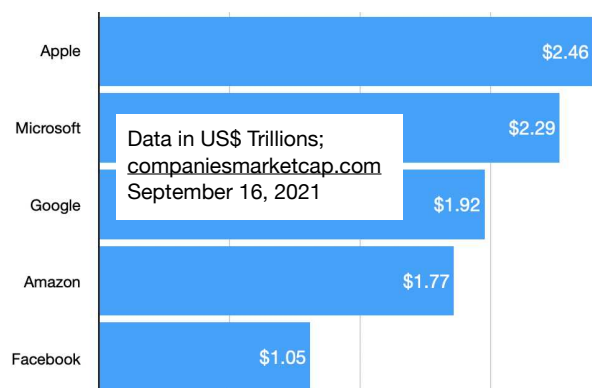 Apple $2.46
Microsoft $2.29
Data in US$ Trillions;
companiesmarketcap.com
September 16, 2021
Google $1.92
Amazon $1.77
Facebook $1.05